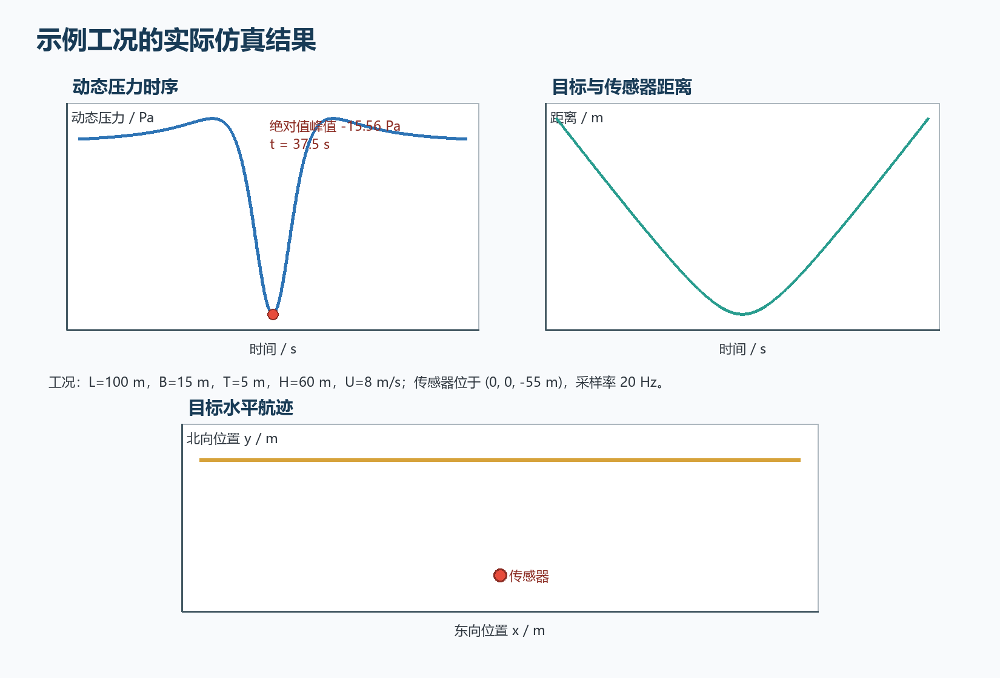 示例工况的实际仿真结果
动态压力时序
动态压力 / Pa
绝对值峰值 -15.56 Pa
t = 37.5 s
时间 / s
目标与传感器距离
距离 / m
时间 / s
工况：L=100 m，B=15 m，T=5 m，H=60 m，U=8 m/s；传感器位于 (0, 0, -55 m)，采样率 20 Hz。
目标水平航迹
北向位置 y / m
传感器
东向位置 x / m